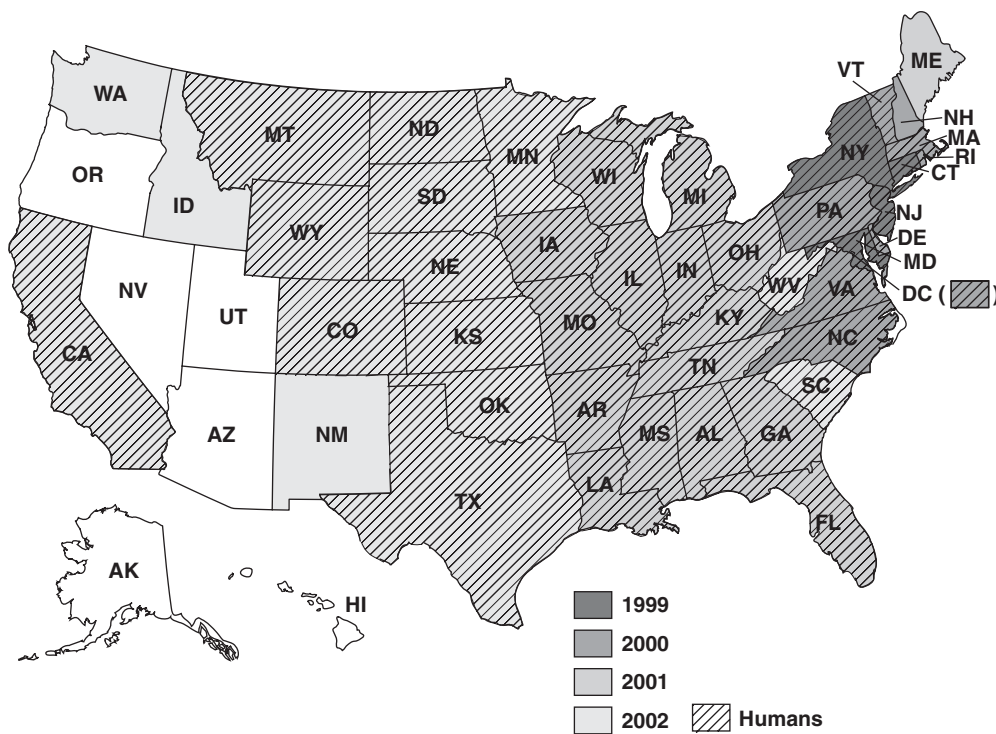 ME
VT
WA
NH
MT
ND
MA
MN
NY
RI
OR
WI
CT
ID
SD
MI
PA
NJ
WY
DE
IA
OH
MD
NE
IL
IN
WV
DC ( )
NV
VA
UT
CO
MO
KY
KS
NC
CA
TN
SC
OK
AR
AZ
NM
MS
AL
GA
LA
TX
FL
AK
HI
1999
2000
2001
2002
Humans